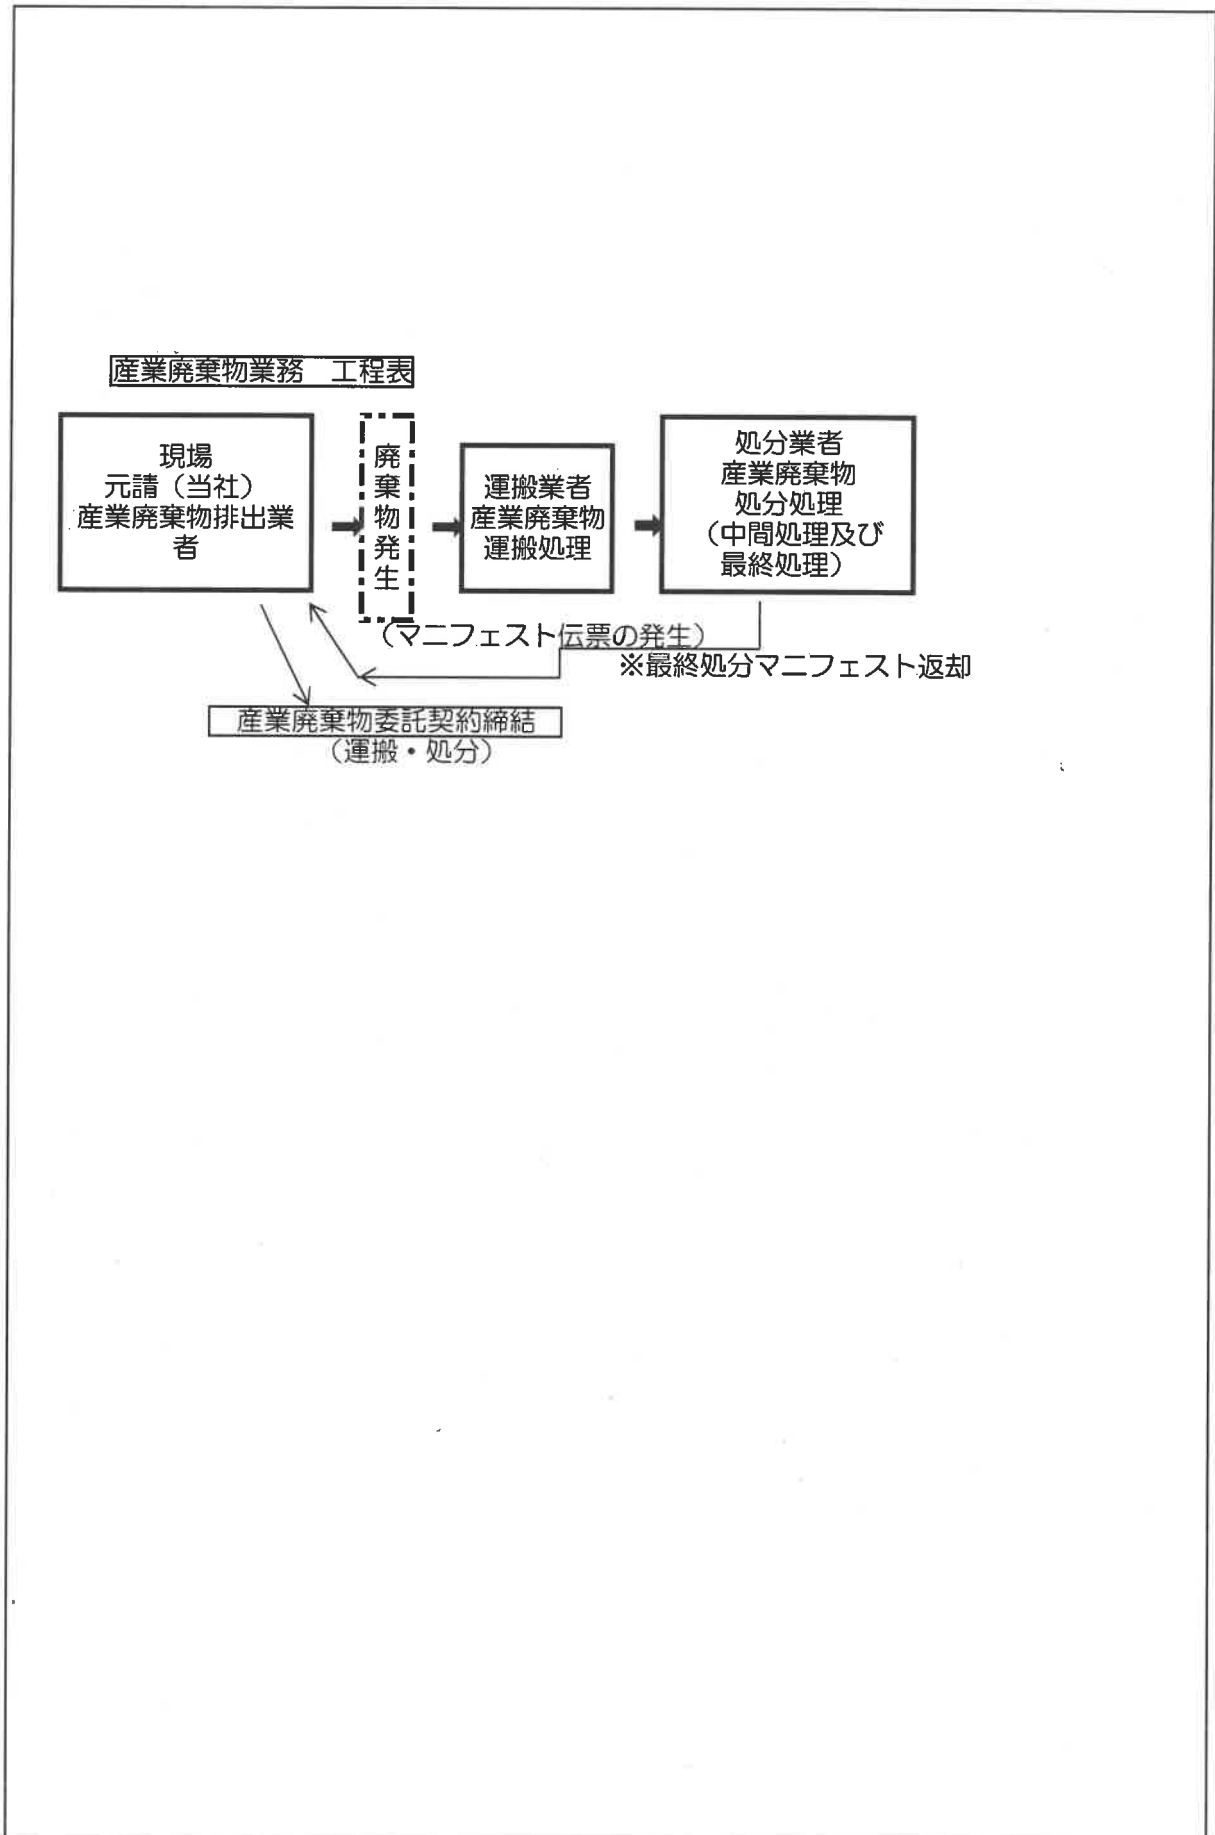 産業廃棄物業務　工程表
現場
元請（当社）
産業廃棄物排出業
者
廃棄物発生
運搬業者
産業廃棄物
運搬処理
処分業者
産業廃棄物
処分処理
（中間処理及び
最終処理）
（マニフェスト伝票の発生）
※最終処分マニフェスト返却
産業廃棄物委託契約締結
（運搬・処分）